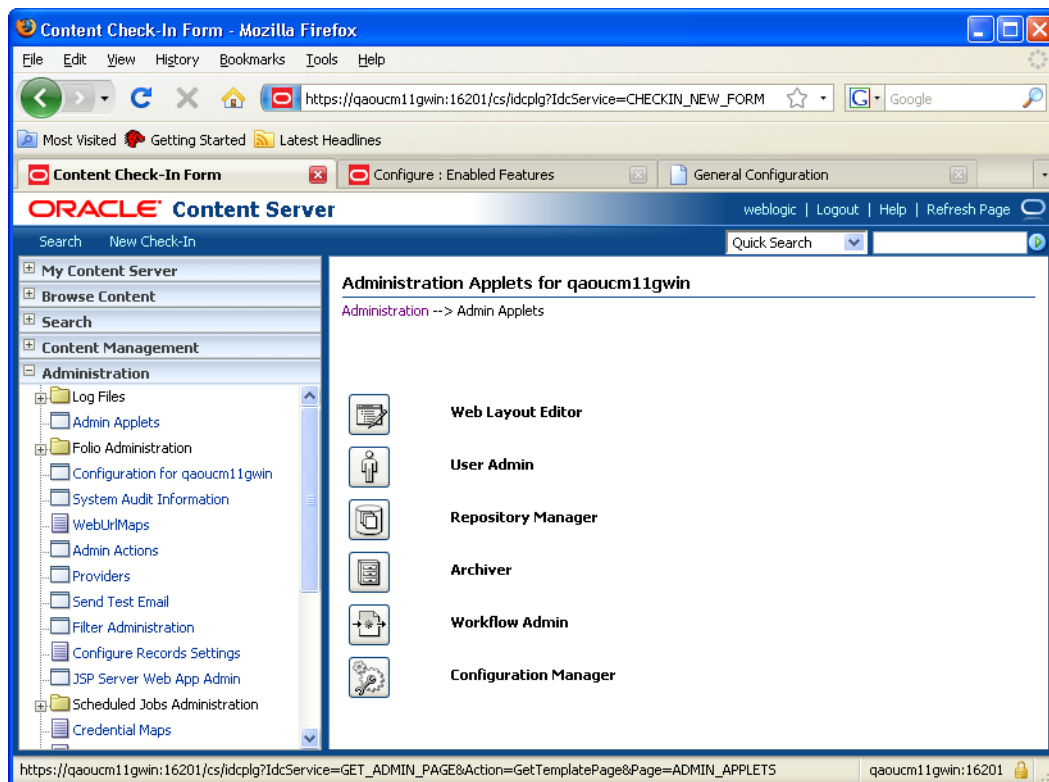 Content Check-In Form - Mozilla Firefox
File Edit View History Bookmarks Tools Help
https://qaoucm11gwin:16201/cs/idcplg?IdcService=CHECKIN_NEW_FORM Google
Most Visited Getting Started Latest Headlines
Content Check-In Form Configure : Enabled Features General Configuration
ORACLE Content Server weblogic | Logout | Help | Refresh Page
Search New Check-In Quick Search
My Content Server
Browse Content
Search
Content Management
Administration
Log Files
Admin Applets
Folio Administration
Configuration for qaoucm11gwin
System Audit Information
WebUrlMaps
Admin Actions
Providers
Send Test Email
Filter Administration
Configure Records Settings
JSP Server Web App Admin
Scheduled Jobs Administration
Credential Maps
Administration Applets for qaoucm11gwin
Administration --> Admin Applets
Web Layout Editor
User Admin
Repository Manager
Archiver
Workflow Admin
Configuration Manager
https://qaoucm11gwin:16201/cs/idcplg?IdcService=GET_ADMIN_PAGE&Action=GetTemplatePage&Page=ADMIN_APPLETS qaoucm11gwin:16201